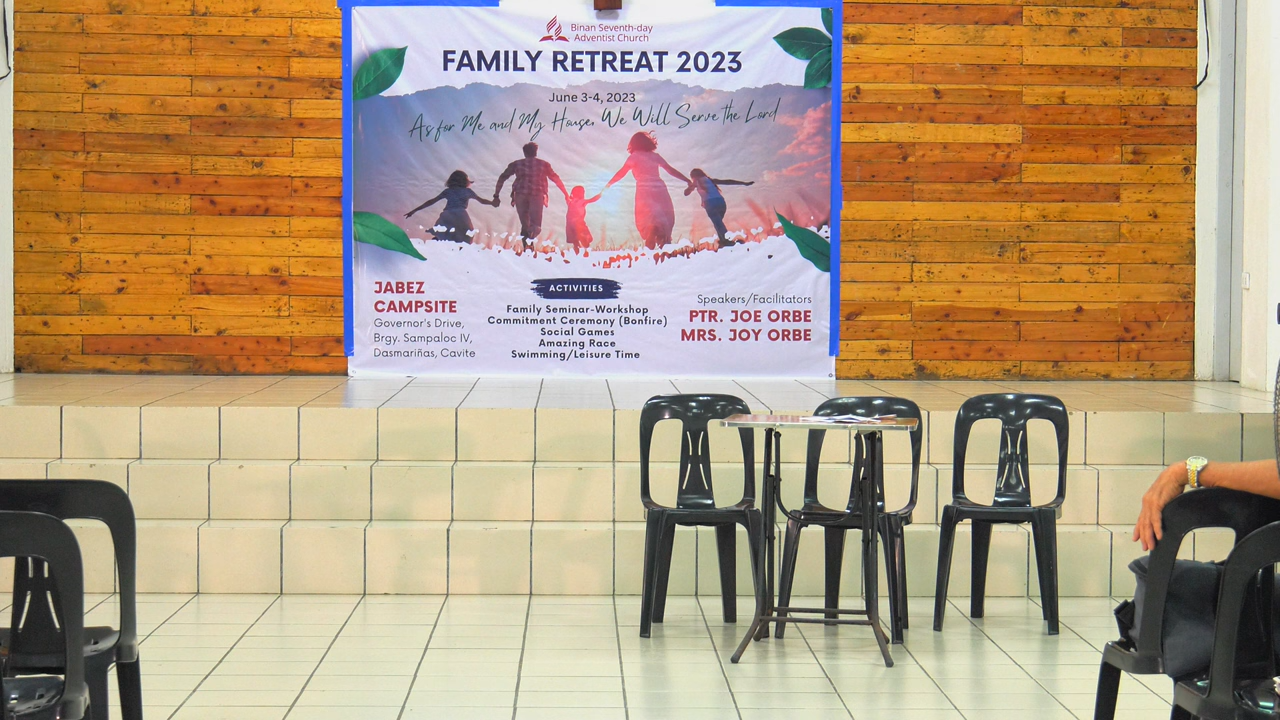 Binan Seventh-day
Adventist Church
FAMILY RETREAT 2023
June 3-4, 2023
As for Me and My House, We Will Serve the Lord
JABEZ
CAMPSITE
Governor's Drive,
Brgy. Sampaloc IV,
Dasmariñas, Cavite
ACTIVITIES
Family Seminar-Workshop
Commitment Ceremony (Bonfire)
Social Games
Amazing Race
Swimming/Leisure Time
Speakers/Facilitators
PTR. JOE ORBE
MRS. JOY ORBE